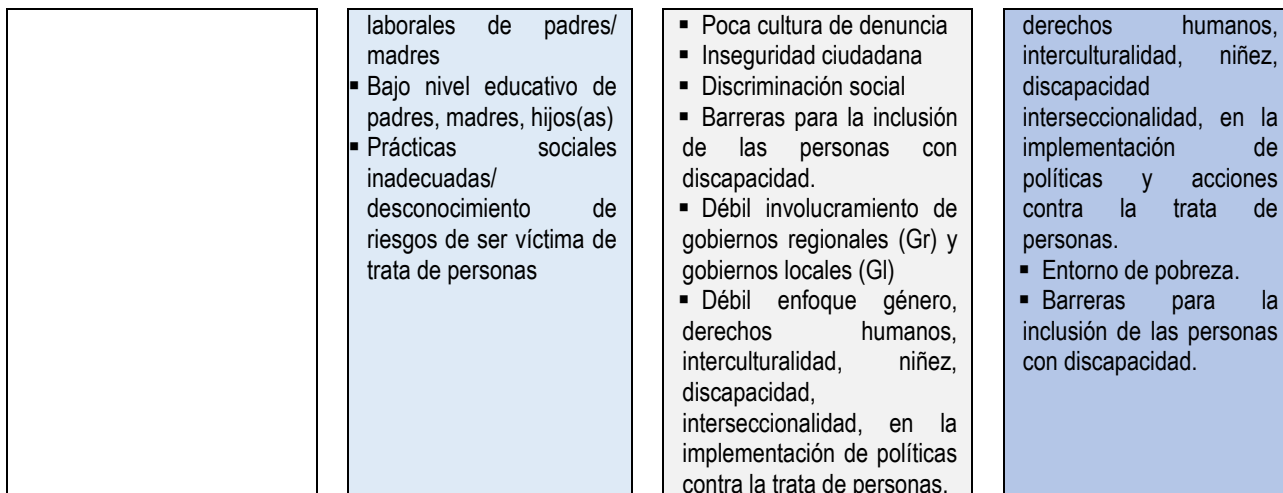 laborales de padres/
madres
▪ Bajo nivel educativo de
padres, madres, hijos(as)
▪ Prácticas sociales
inadecuadas/
desconocimiento de
riesgos de ser víctima de
trata de personas
▪ Poca cultura de denuncia
▪ Inseguridad ciudadana
▪ Discriminación social
▪ Barreras para la inclusión
de las personas con
discapacidad.
▪ Débil involucramiento de
gobiernos regionales (Gr) y
gobiernos locales (Gl)
▪ Débil enfoque género,
derechos humanos,
interculturalidad, niñez,
discapacidad,
interseccionalidad, en la
implementación de políticas
contra la trata de personas.
derechos humanos,
interculturalidad, niñez,
discapacidad
interseccionalidad, en la
implementación de
políticas y acciones
contra la trata de
personas.
▪ Entorno de pobreza.
▪ Barreras para la
inclusión de las personas
con discapacidad.